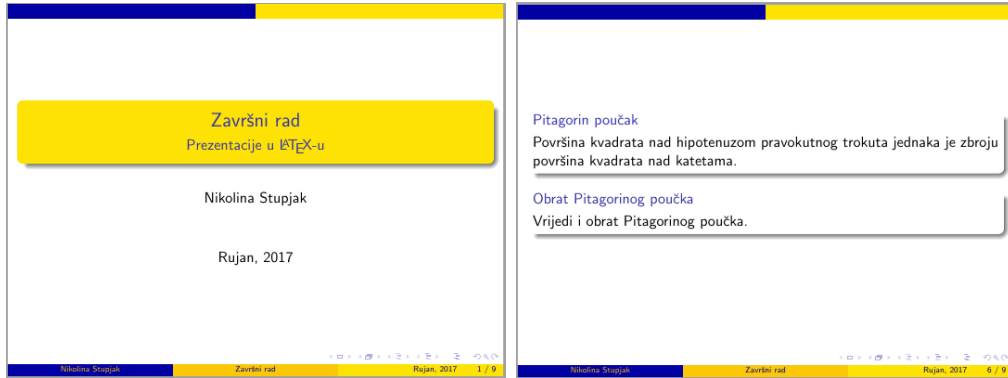 Završni rad
Prezentacije u LATEX-u
Nikolina Stupjak
Rujan, 2017
Nikolina Stupjak Završni rad Rujan, 2017 1 / 9
Pitagorin poučak
Površina kvadrata nad hipotenuzom pravokutnog trokuta jednaka je zbroju
površina kvadrata nad katetama.
Obrat Pitagorinog poučka
Vrijedi i obrat Pitagorinog poučka.
Nikolina Stupjak Završni rad Rujan, 2017 6 / 9